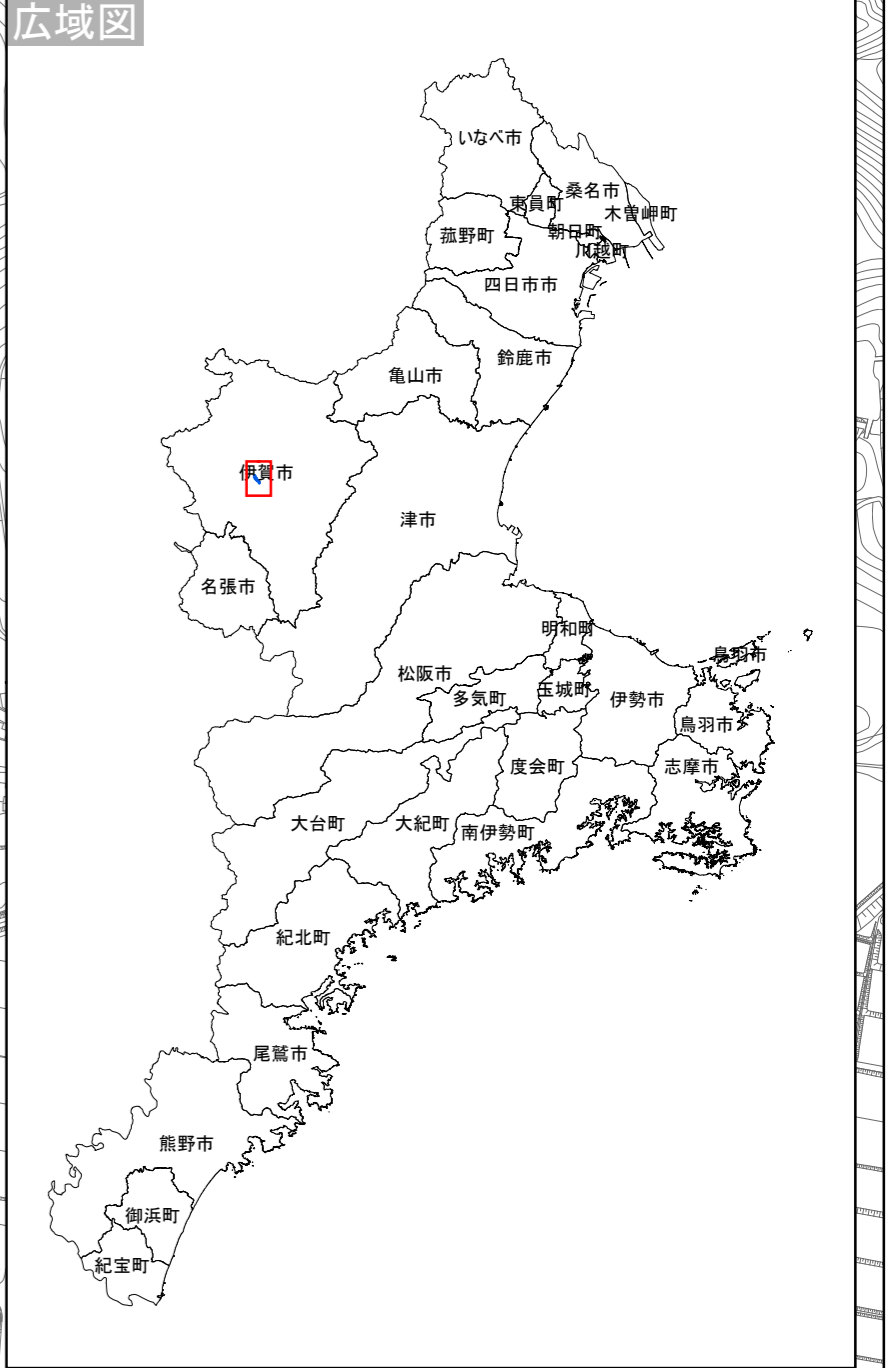 広域図
いなべ市
桑名市
東員町
木曽岬町
朝日町
菰野町
川越町
四日市市
鈴鹿市
亀山市
伊賀市
津市
名張市
明和町
鳥羽市
松阪市
玉城町
多気町
伊勢市
鳥羽市
度会町
志摩市
大台町
大紀町
南伊勢町
紀北町
尾鷲市
熊野市
御浜町
紀宝町